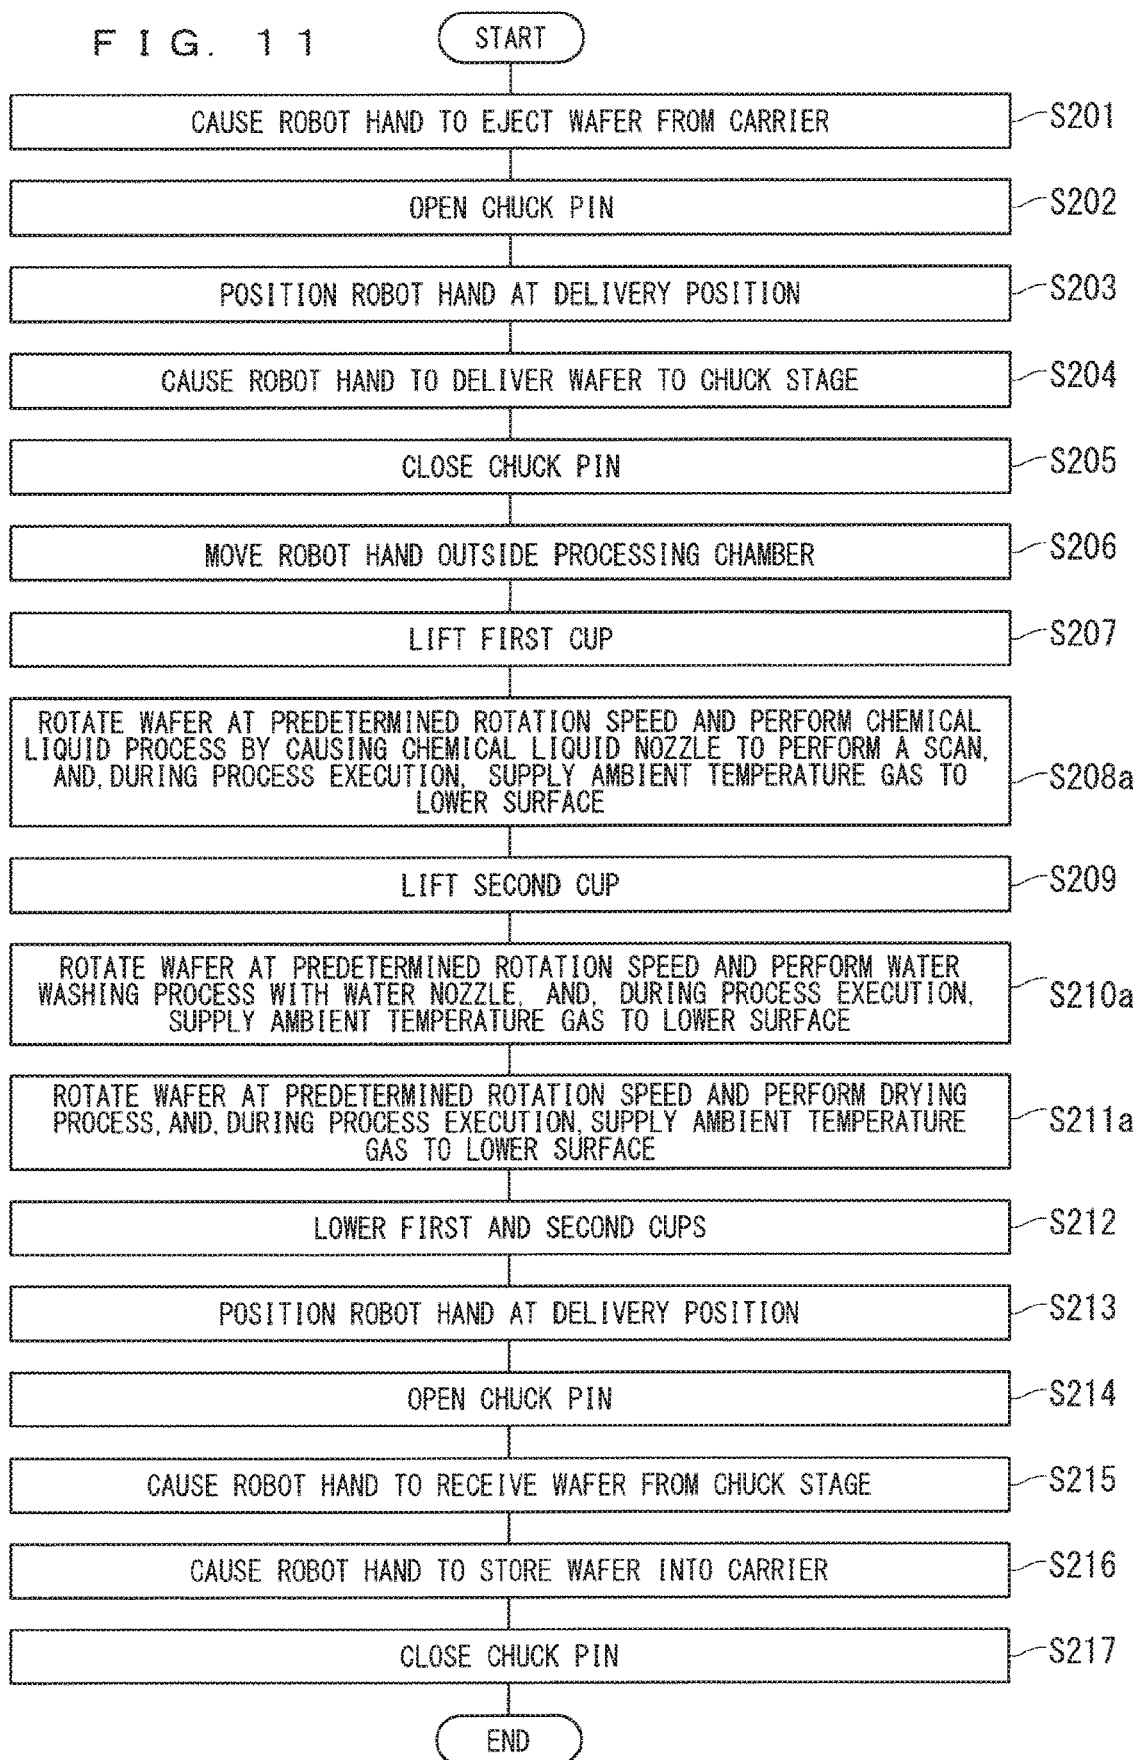 FIG. 11
START
CAUSE ROBOT HAND TO EJECT WAFER FROM CARRIER
S201
OPEN CHUCK PIN
S202
POSITION ROBOT HAND AT DELIVERY POSITION
S203
CAUSE ROBOT HAND TO DELIVER WAFER TO CHUCK STAGE
S204
CLOSE CHUCK PIN
S205
MOVE ROBOT HAND OUTSIDE PROCESSING CHAMBER
S206
LIFT FIRST CUP
S207
ROTATE WAFER AT PREDETERMINED ROTATION SPEED AND PERFORM CHEMICAL
LIQUID PROCESS BY CAUSING CHEMICAL LIQUID NOZZLE TO PERFORM A SCAN,
AND, DURING PROCESS EXECUTION, SUPPLY AMBIENT TEMPERATURE GAS TO
LOWER SURFACE
S208a
LIFT SECOND CUP
S209
ROTATE WAFER AT PREDETERMINED ROTATION SPEED AND PERFORM WATER
WASHING PROCESS WITH WATER NOZZLE, AND, DURING PROCESS EXECUTION,
SUPPLY AMBIENT TEMPERATURE GAS TO LOWER SURFACE
S210a
ROTATE WAFER AT PREDETERMINED ROTATION SPEED AND PERFORM DRYING
PROCESS, AND, DURING PROCESS EXECUTION, SUPPLY AMBIENT TEMPERATURE
GAS TO LOWER SURFACE
S211a
LOWER FIRST AND SECOND CUPS
S212
POSITION ROBOT HAND AT DELIVERY POSITION
S213
OPEN CHUCK PIN
S214
CAUSE ROBOT HAND TO RECEIVE WAFER FROM CHUCK STAGE
S215
CAUSE ROBOT HAND TO STORE WAFER INTO CARRIER
S216
CLOSE CHUCK PIN
S217
END